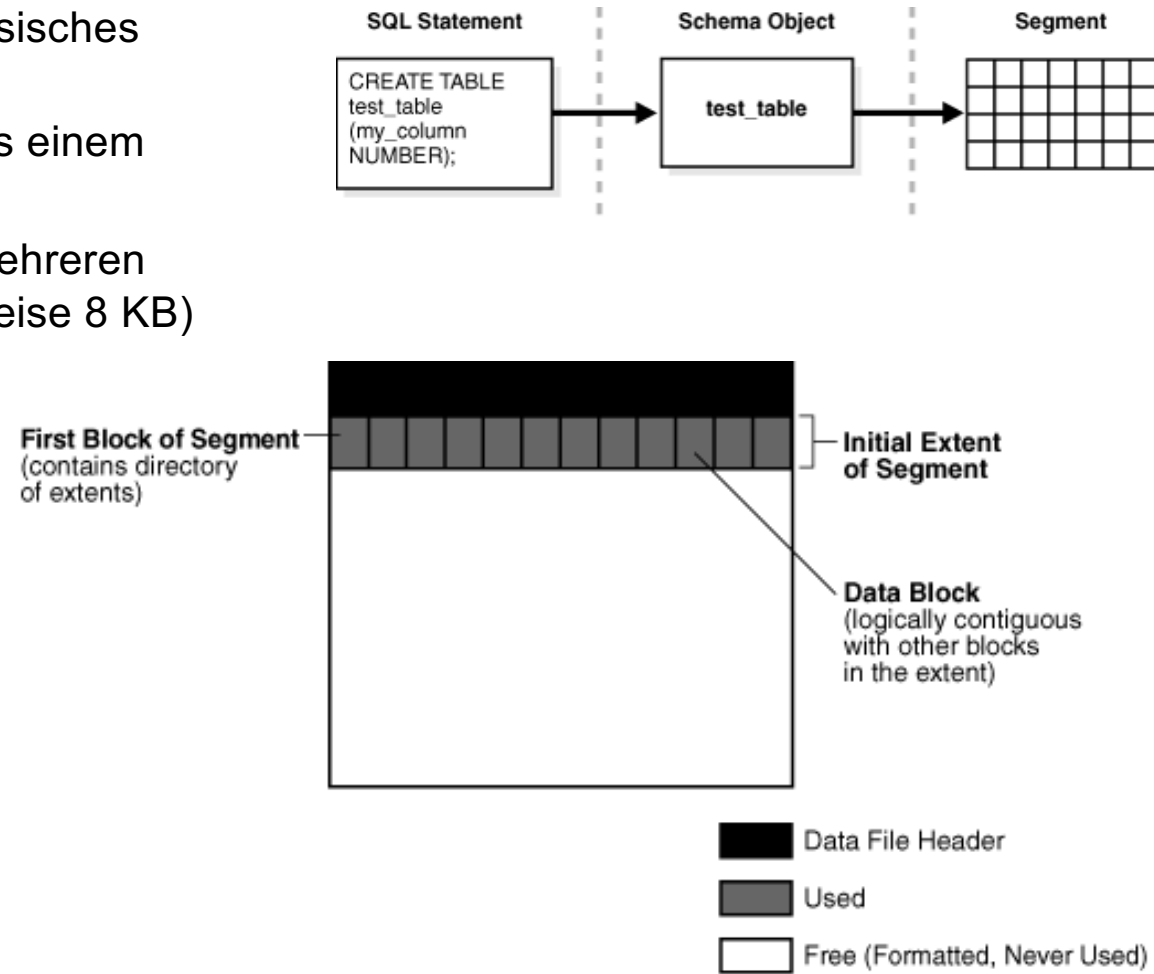 sisches
s einem
ehreren
eise 8 KB)
SQL Statement
Schema Object
Segment
CREATE TABLE
test_table
(my_column
NUMBER);
test_table
First Block of Segment
(contains directory
of extents)
Initial Extent
of Segment
Data Block
(logically contiguous
with other blocks
in the extent)
Data File Header
Used
Free (Formatted, Never Used)